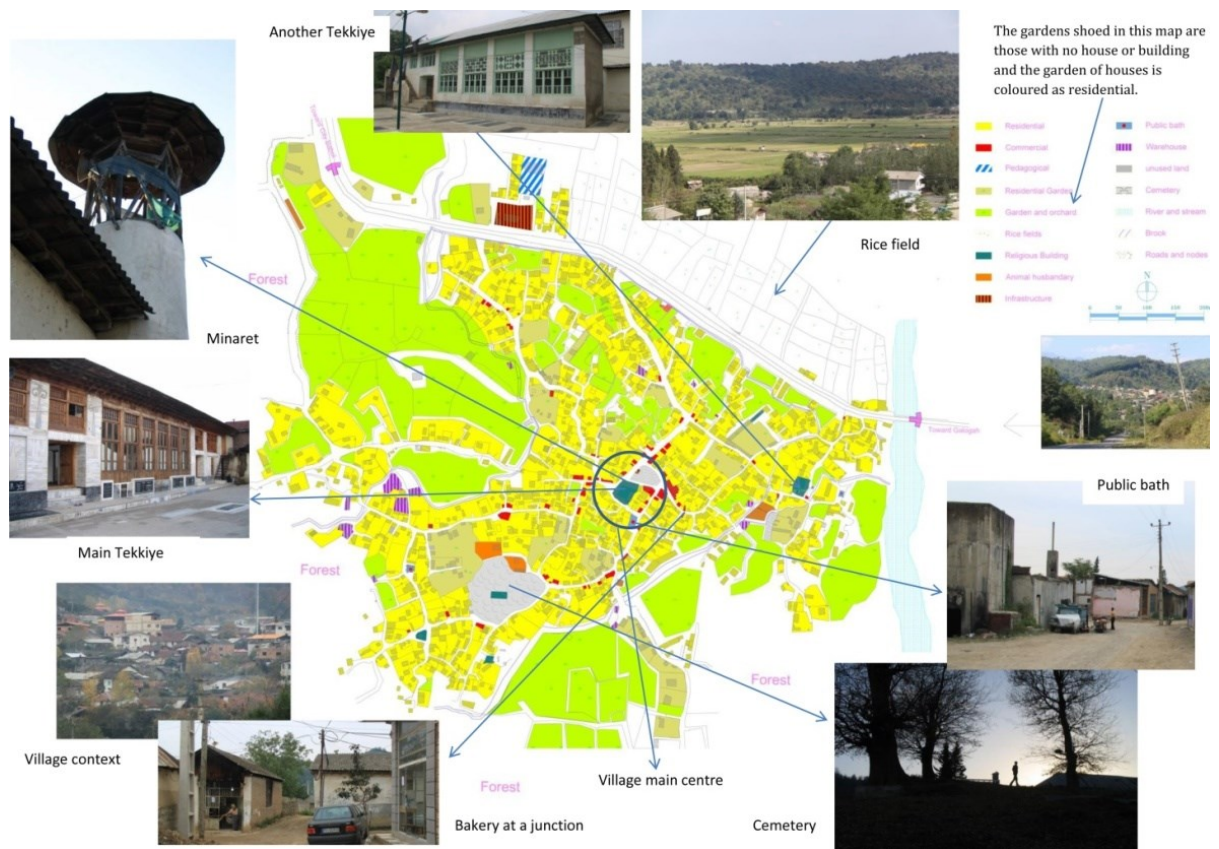 Another Tekkiye
The gardens shoed in this map are
those with no house or building
and the garden of houses is
coloured as residential.
Residential
Commercial
Pedagogical
Residential Garden
Garden and orchard
Rice fields
Religious Building
Animal husbandary
Infrastructure
Public bath
Warehouse
unused land
Cemetery
River and stream
Brook
Roads and nodes
N
0
50
100
Rice field
Forest
Minaret
Toward Galugah
Public bath
Main Tekkiye
Forest
Forest
Village context
Village main centre
Forest
Bakery at a junction
Cemetery